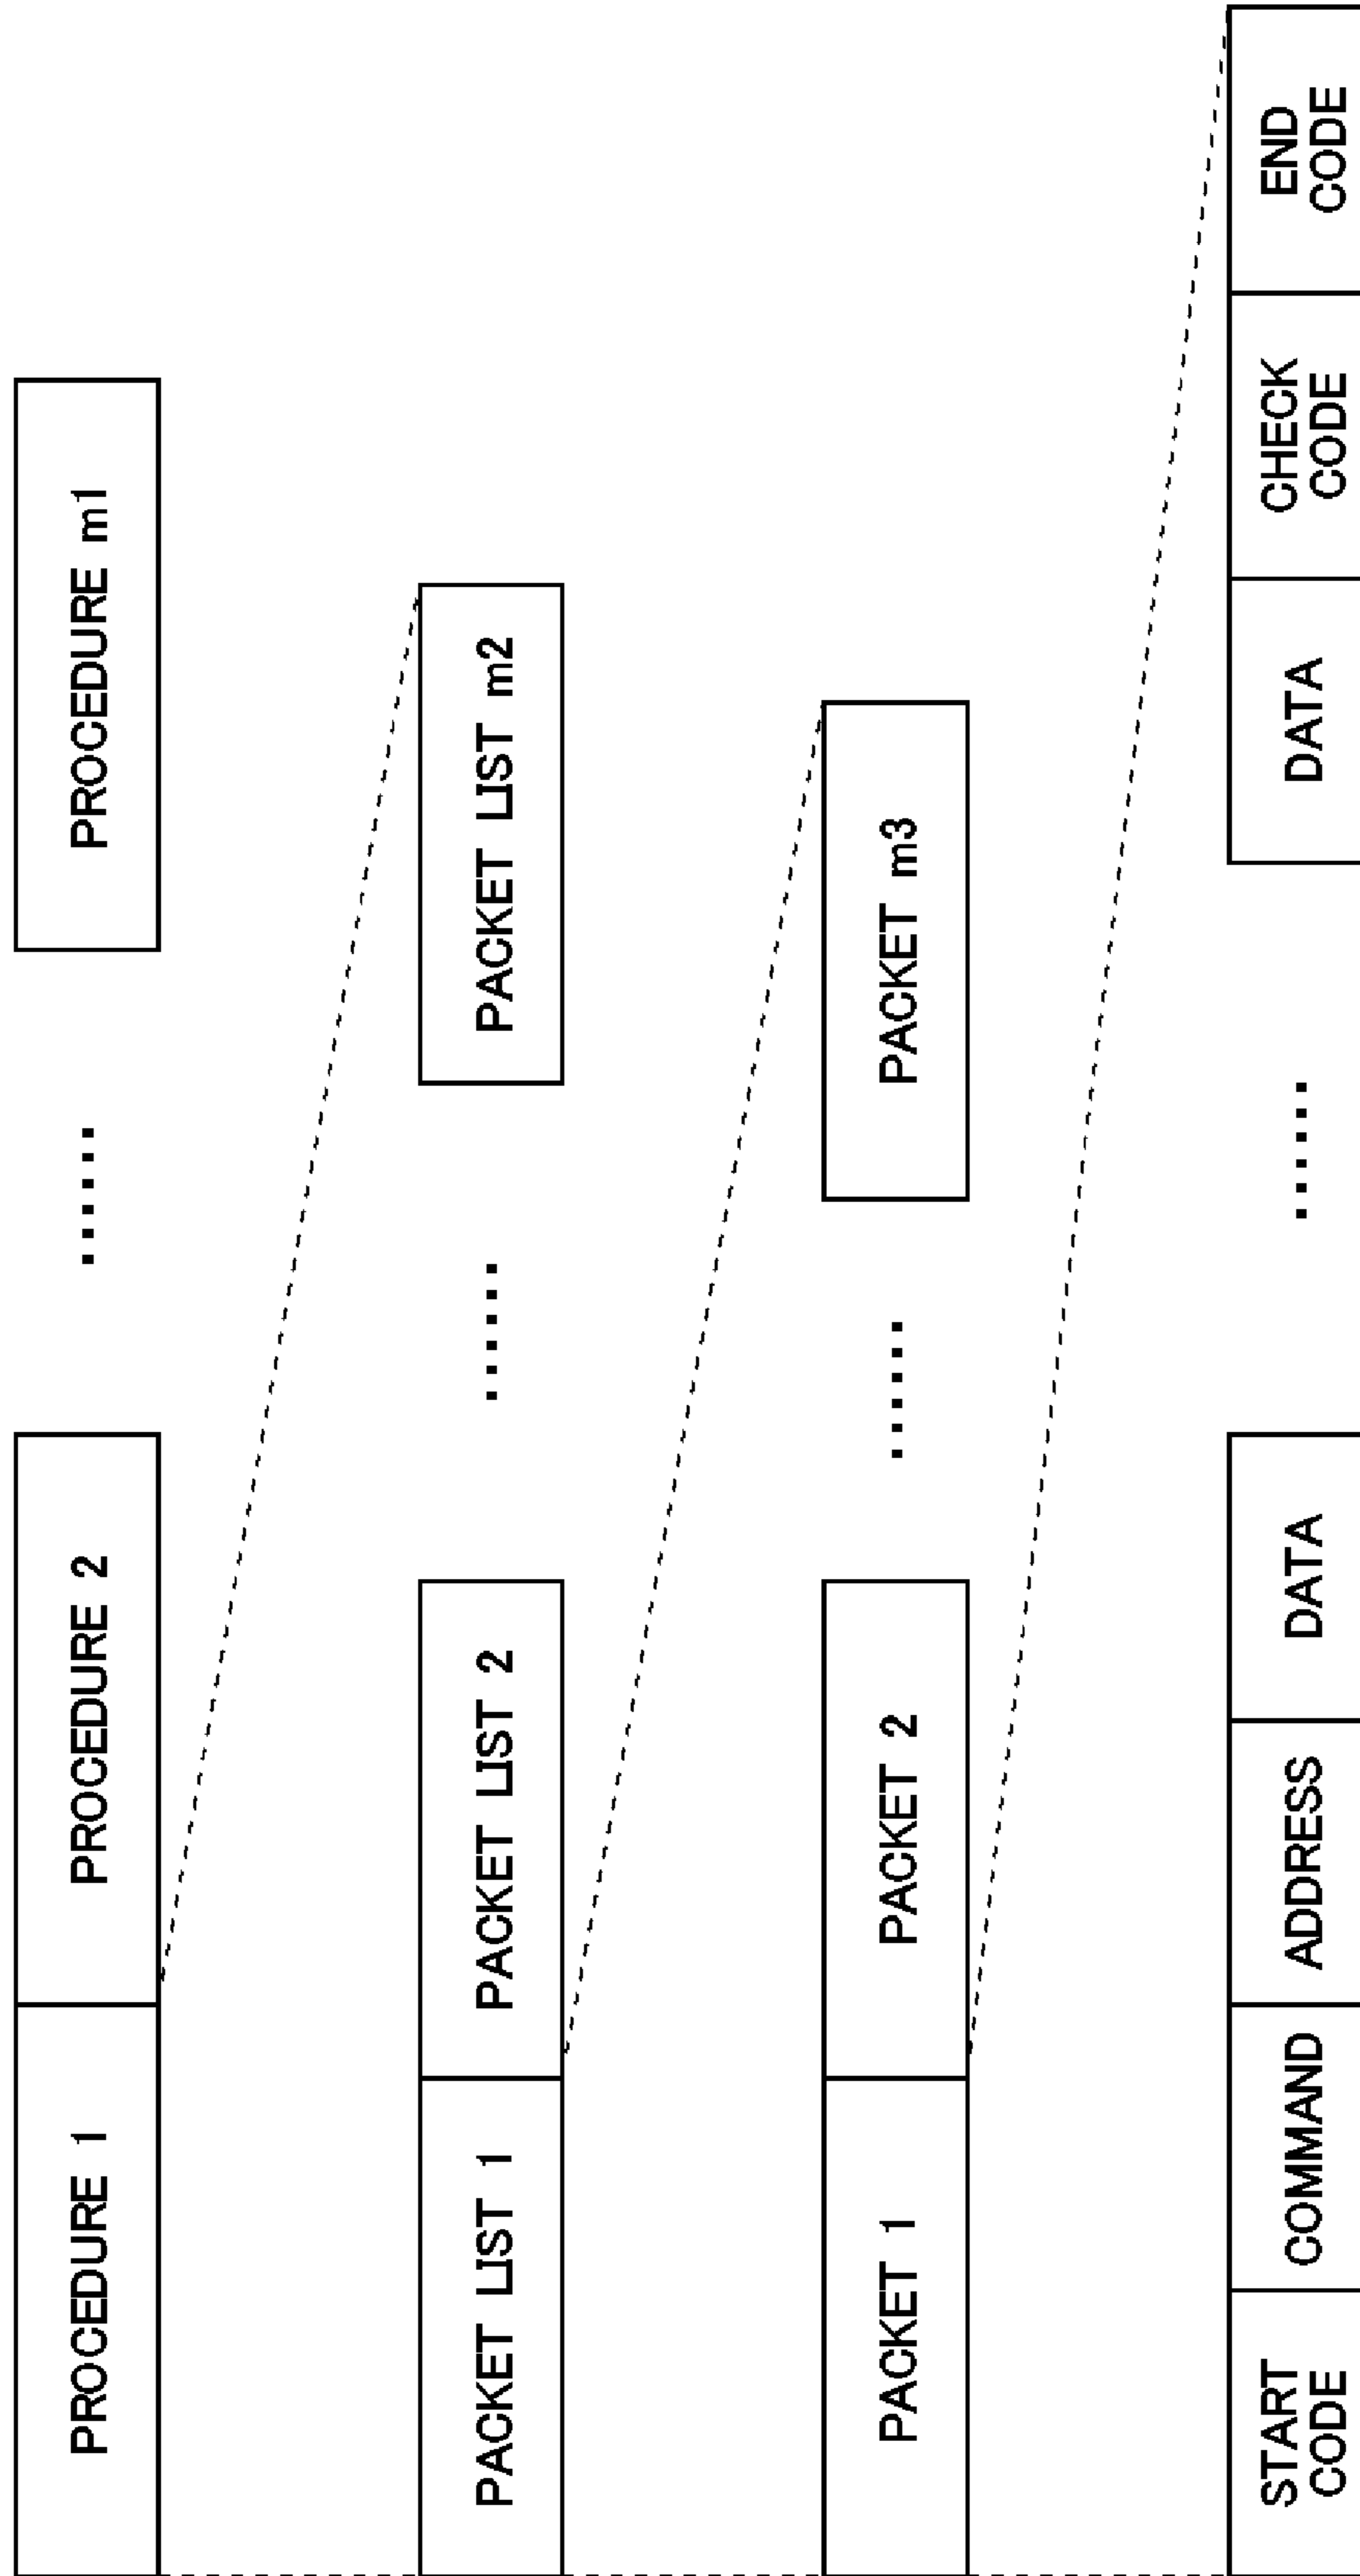 PROCEDURE 1
PROCEDURE 2
......
PROCEDURE m1
PACKET LIST 1
PACKET LIST 2
......
PACKET LIST m2
PACKET 1
PACKET 2
......
PACKET m3
START
CODE
COMMAND
ADDRESS
DATA
......
DATA
CHECK
CODE
END
CODE